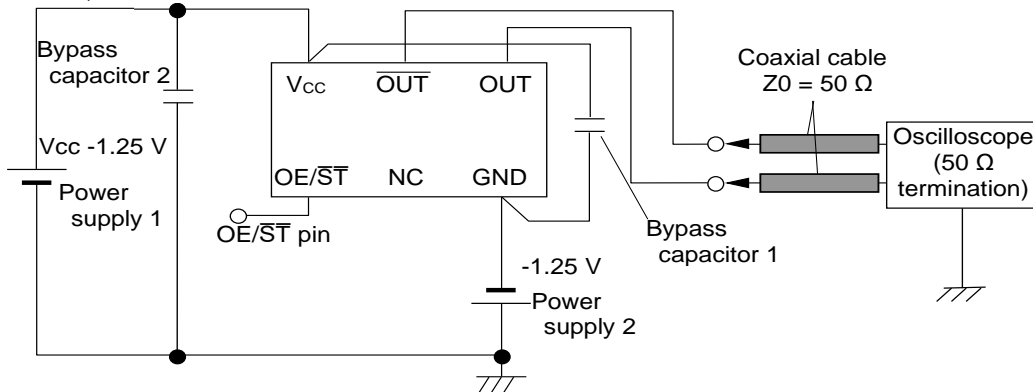 Bypass
capacitor 2
Vcc -1.25 V
Power
supply 1
VCC
OUT
OUT
OE/ST
NC
GND
OE/ST pin
-1.25 V
Power
supply 2
Bypass
capacitor 1
Coaxial cable
Z0 = 50 Ω
Oscilloscope
(50 Ω
termination)